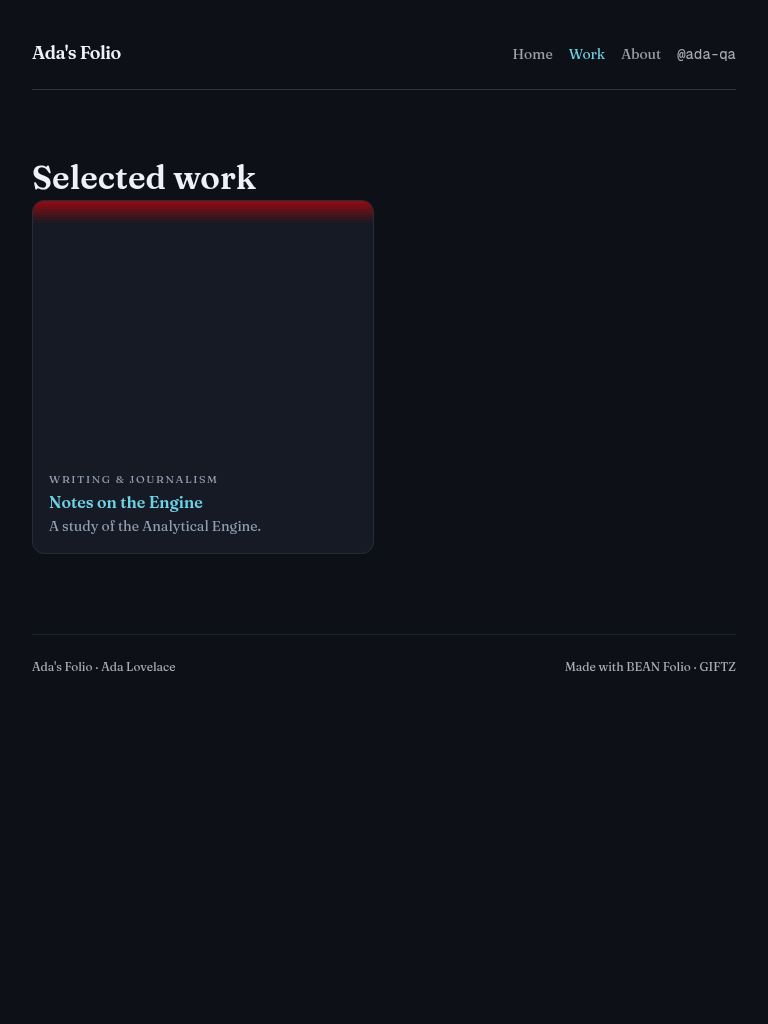 Ada's Folio
Home Work About @ada-qa
Selected work
WRITING & JOURNALISM
Notes on the Engine
A study of the Analytical Engine.
Ada's Folio · Ada Lovelace
Made with BEAN Folio · GIFTZ